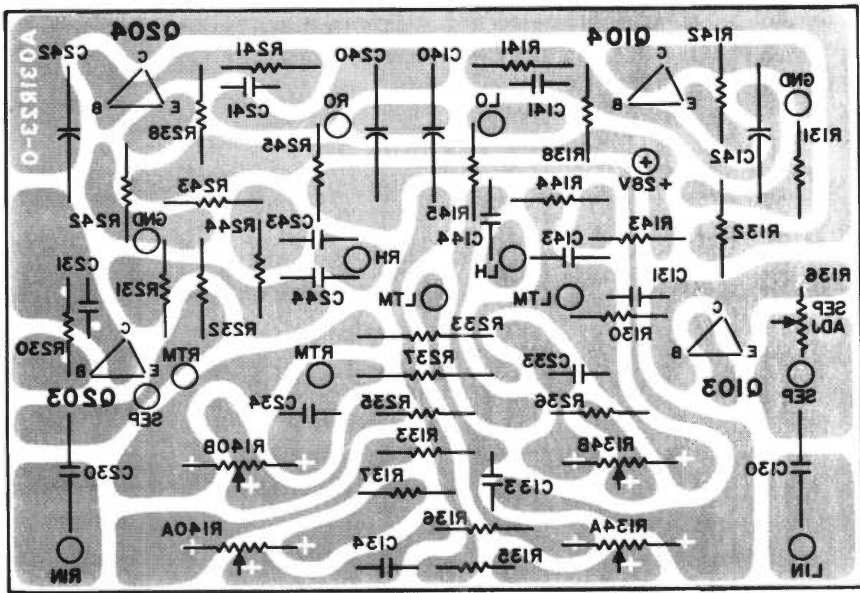 A031R23-0
C242
Q204
R241
C240
C140
R141
Q104
R142
GND
C
B
E
R238
C241
RO
LO
C141
C
B
E
R245
R138
C142
R131
+
+28V
R242
GND
R243
R244
C243
R145
C144
R144
C143
R143
R132
C231
R231
R232
C244
RH
LH
C131
R136
SEP
ADJ
R230
LTM
LTM
R130
C
B
E
R233
C
B
E
RTM
RTM
R237
C233
Q203
SEP
C234
R235
R236
Q103
SEP
C230
R140B
R133
R134B
C130
R137
C133
R140A
R136
R134A
RIN
C134
R135
LIN